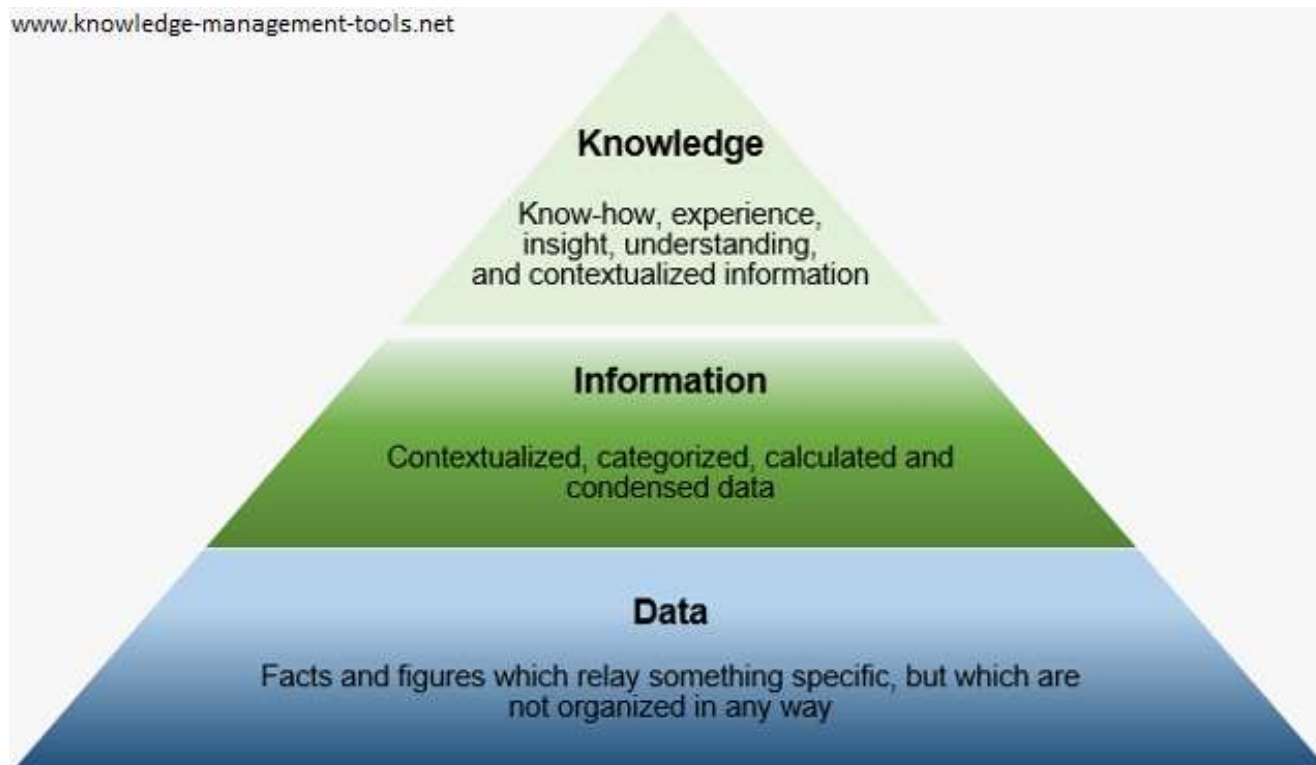 www.knowledge-management-tools.net
Knowledge
Know-how, experience,
insight, understanding,
and contextualized information
Information
Contextualized, categorized, calculated and
condensed data
Data
Facts and figures which relay something specific, but which are
not organized in any way